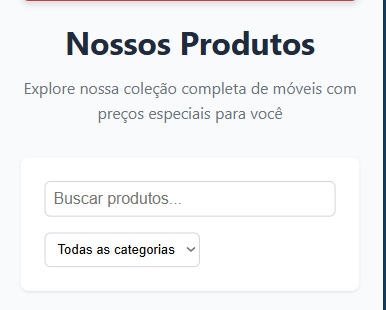 Nossos Produtos
Explore nossa coleção completa de móveis com
preços especiais para você
Buscar produtos...
Todas as categorias